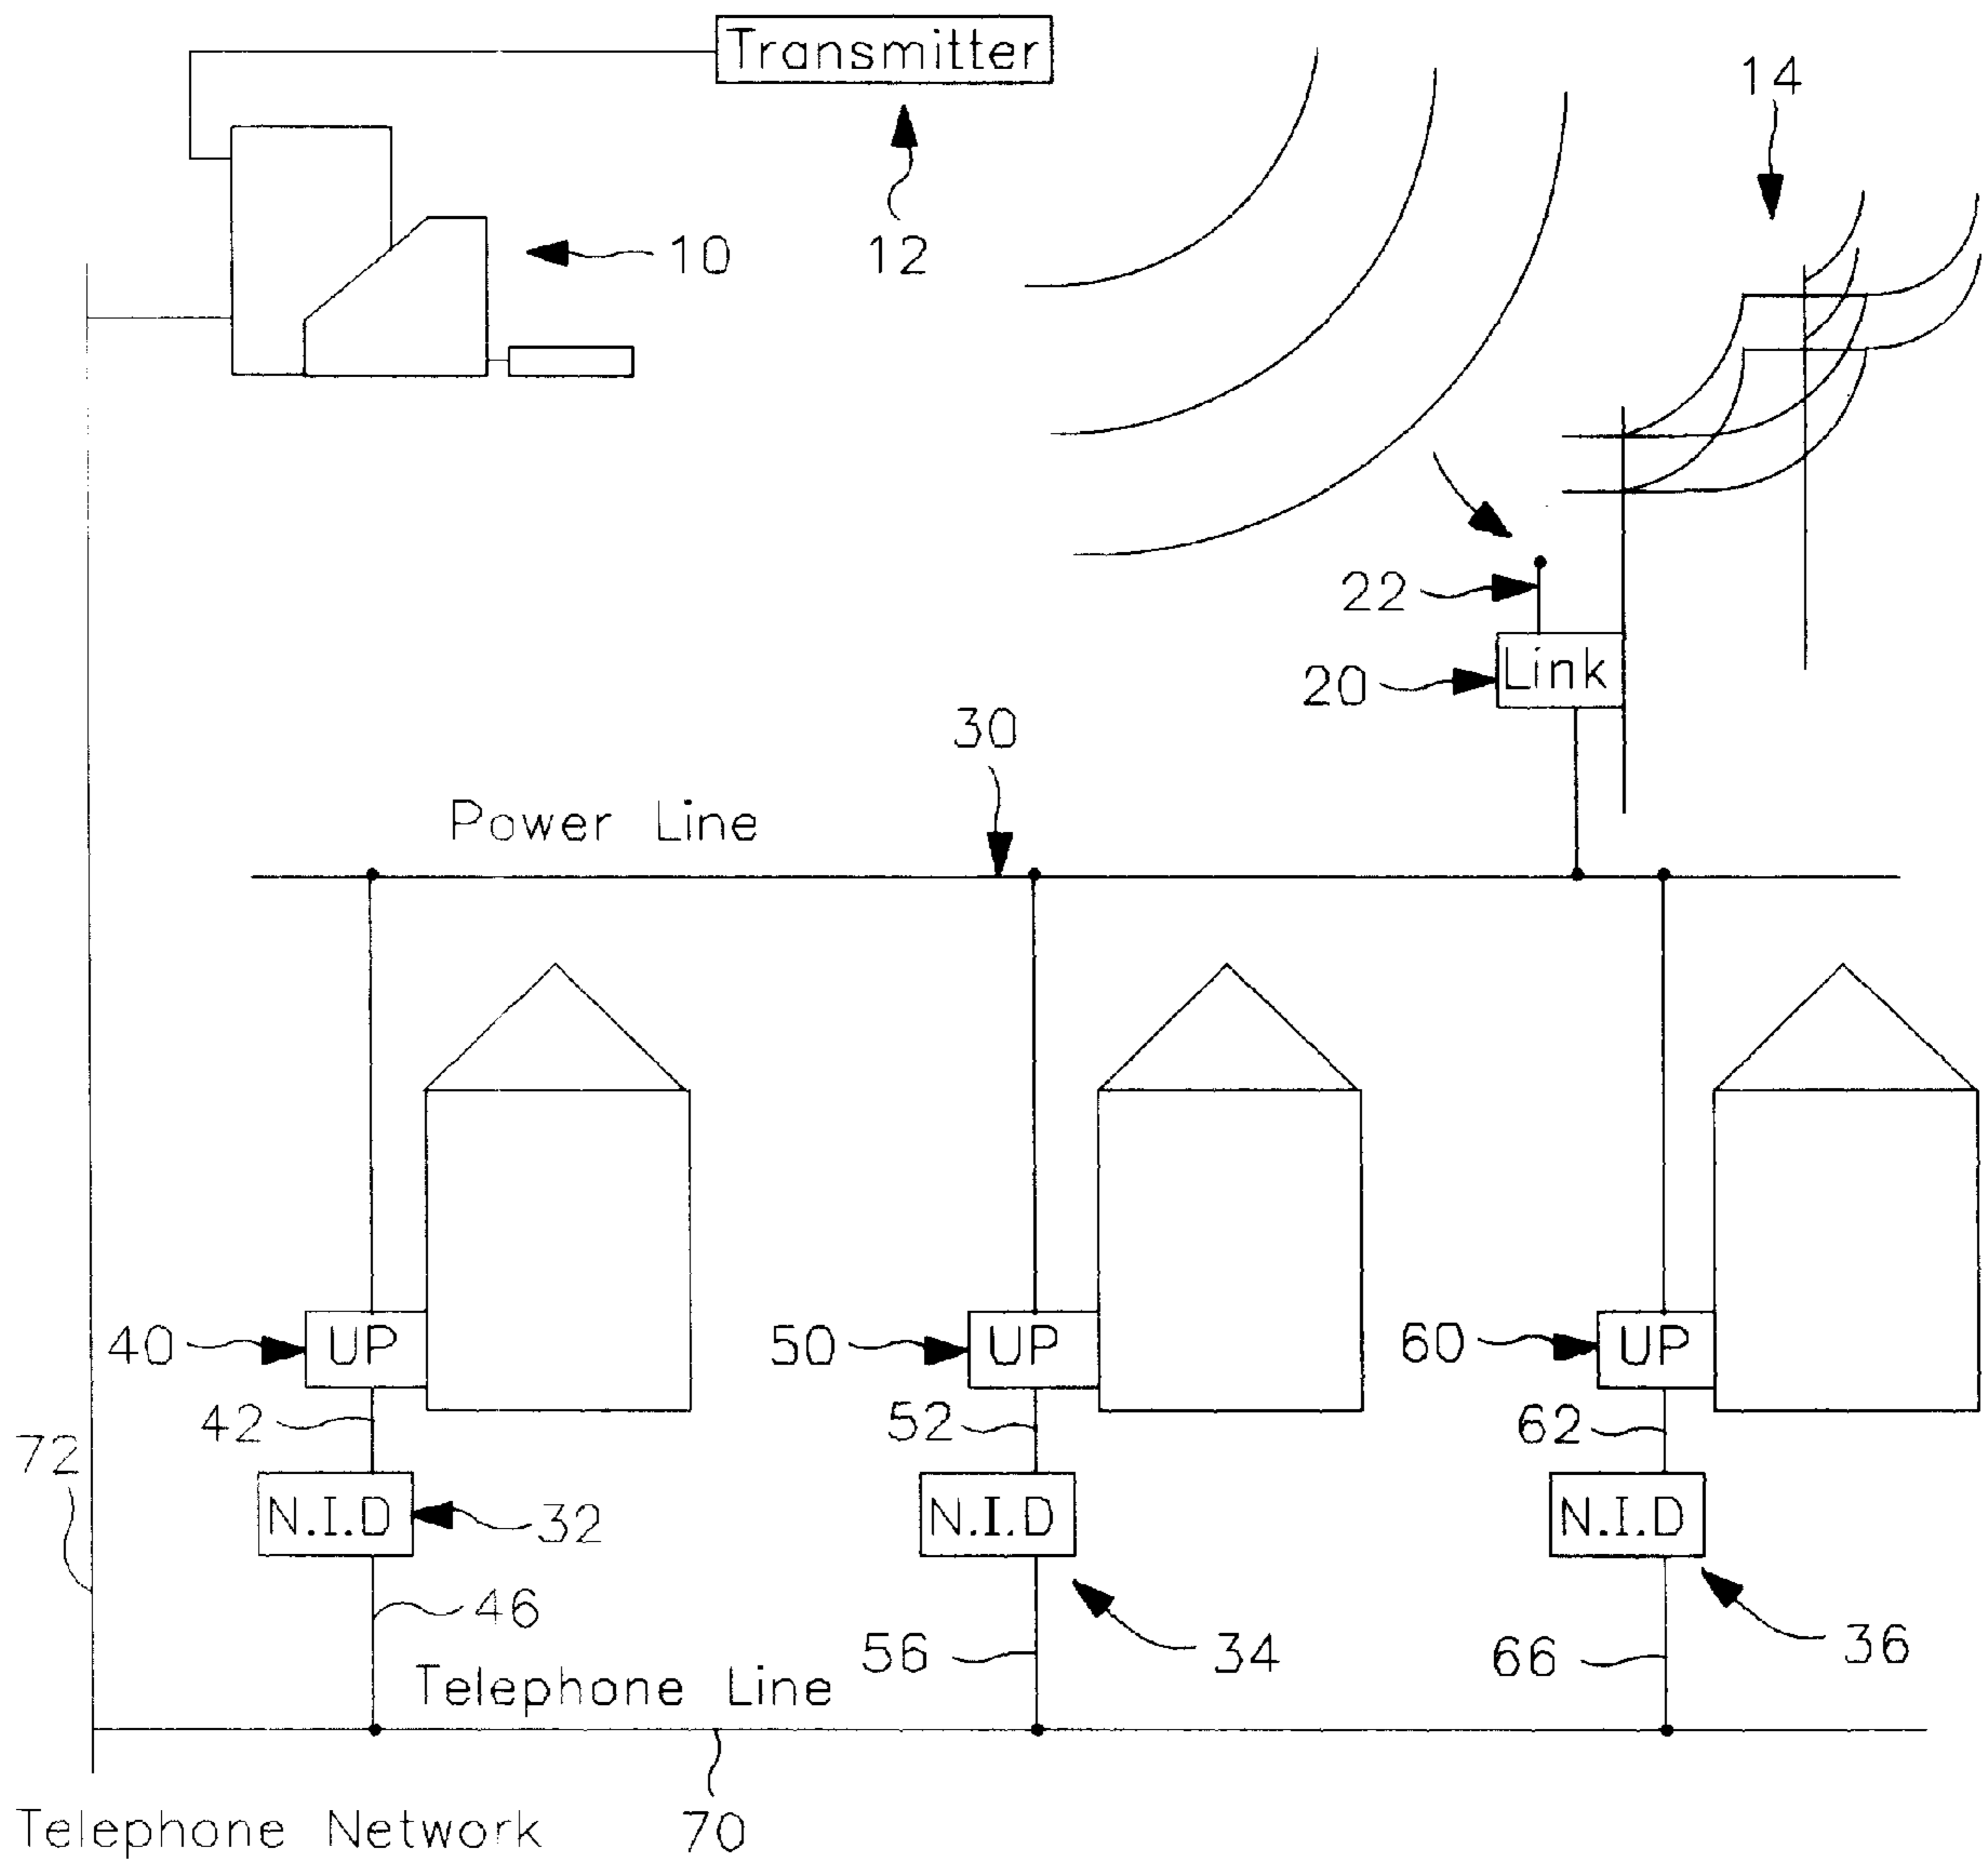 Transmitter
14
10
12
22
Link
20
30
Power Line
40
UP
50
UP
60
UP
42
52
62
72
N.I.D
32
N.I.D
N.I.D
46
56
34
66
36
Telephone Line
70
Telephone Network